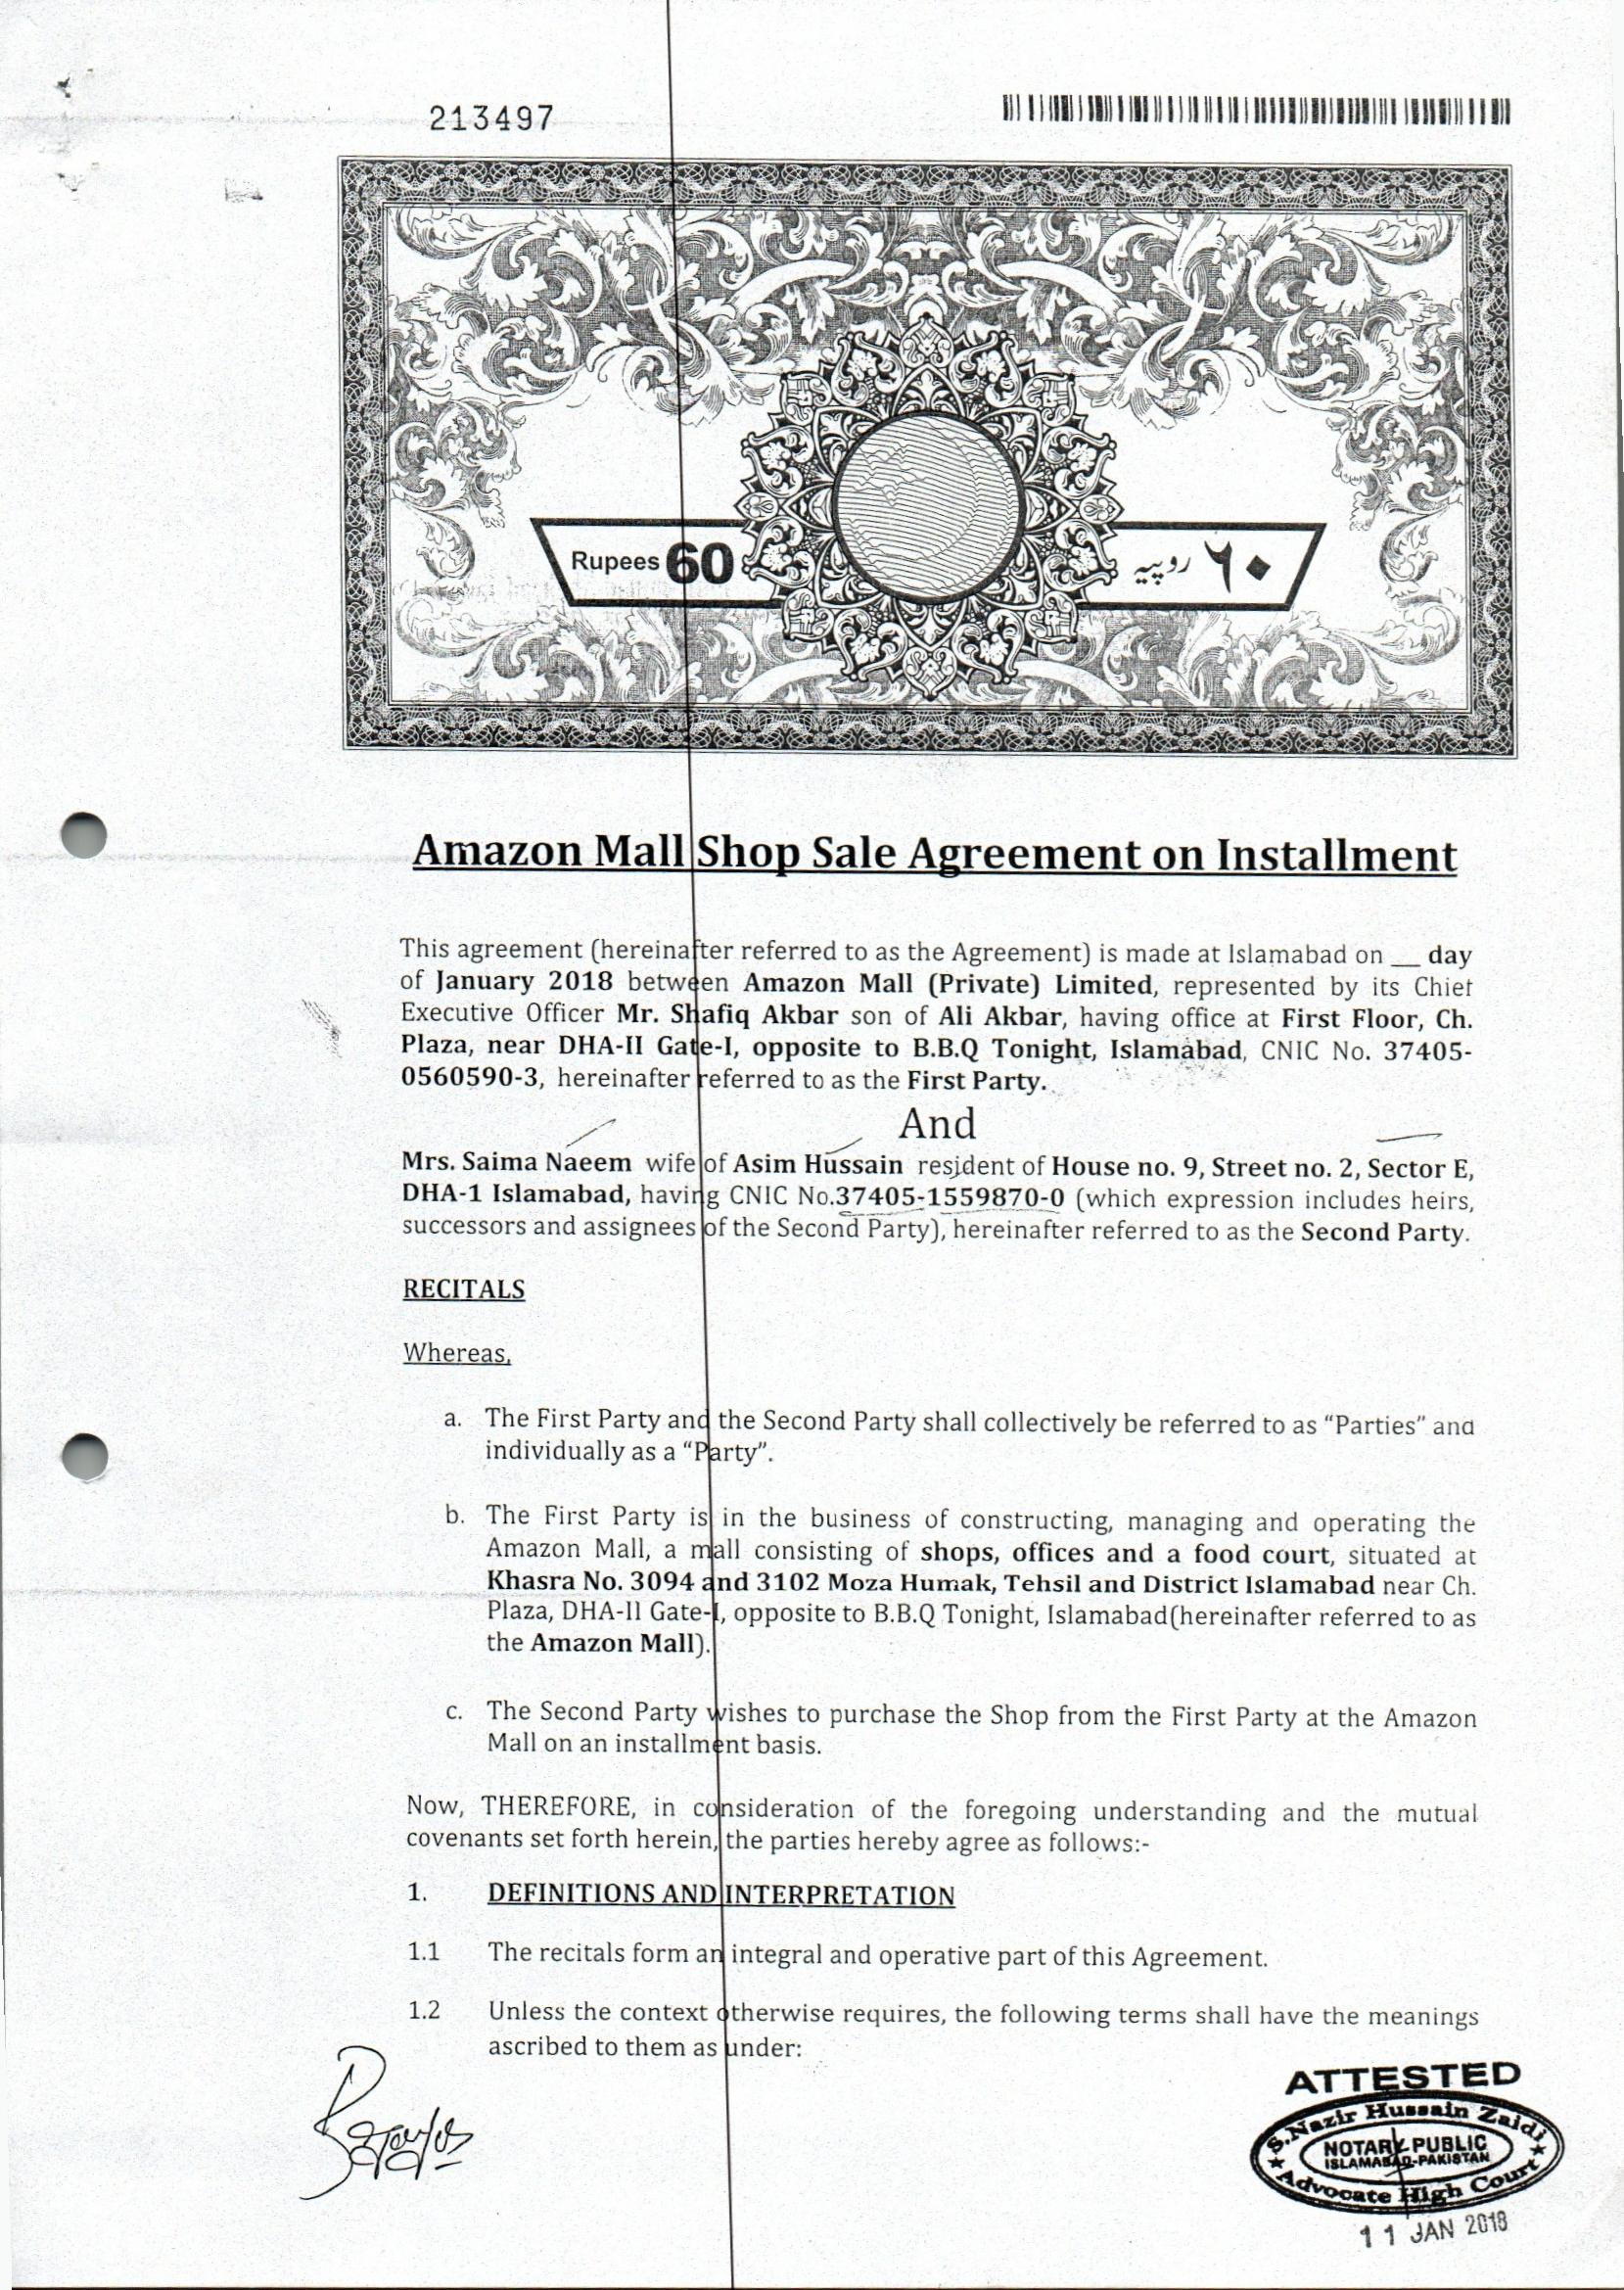 213497
Rupees 60
روپیہ ٦٠
Amazon Mall Shop Sale Agreement on Installment
This agreement (hereinafter referred to as the Agreement) is made at Islamabad on __ day
of January 2018 between Amazon Mall (Private) Limited, represented by its Chief
Executive Officer Mr. Shafiq Akbar son of Ali Akbar, having office at First Floor, Ch.
Plaza, near DHA-II Gate-I, opposite to B.B.Q Tonight, Islamabad, CNIC No. 37405-
0560590-3, hereinafter referred to as the First Party.
And
Mrs. Saima Naeem wife of Asim Hussain resident of House no. 9, Street no. 2, Sector E,
DHA-1 Islamabad, having CNIC No.37405-1559870-0 (which expression includes heirs,
successors and assignees of the Second Party), hereinafter referred to as the Second Party.
RECITALS
Whereas,
a. The First Party and the Second Party shall collectively be referred to as “Parties” and
individually as a “Party”.
b. The First Party is in the business of constructing, managing and operating the
Amazon Mall, a mall consisting of shops, offices and a food court, situated at
Khasra No. 3094 and 3102 Moza Humak, Tehsil and District Islamabad near Ch.
Plaza, DHA-II Gate-I, opposite to B.B.Q Tonight, Islamabad(hereinafter referred to as
the Amazon Mall).
c. The Second Party wishes to purchase the Shop from the First Party at the Amazon
Mall on an installment basis.
Now, THEREFORE, in consideration of the foregoing understanding and the mutual
covenants set forth herein, the parties hereby agree as follows:-
1. DEFINITIONS AND INTERPRETATION
1.1 The recitals form an integral and operative part of this Agreement.
1.2 Unless the context otherwise requires, the following terms shall have the meanings
ascribed to them as under:
ATTESTED
S.Nazir Hussain Zaidi
NOTARY PUBLIC
ISLAMABAD-PAKISTAN
Advocate High Court
11 JAN 2018